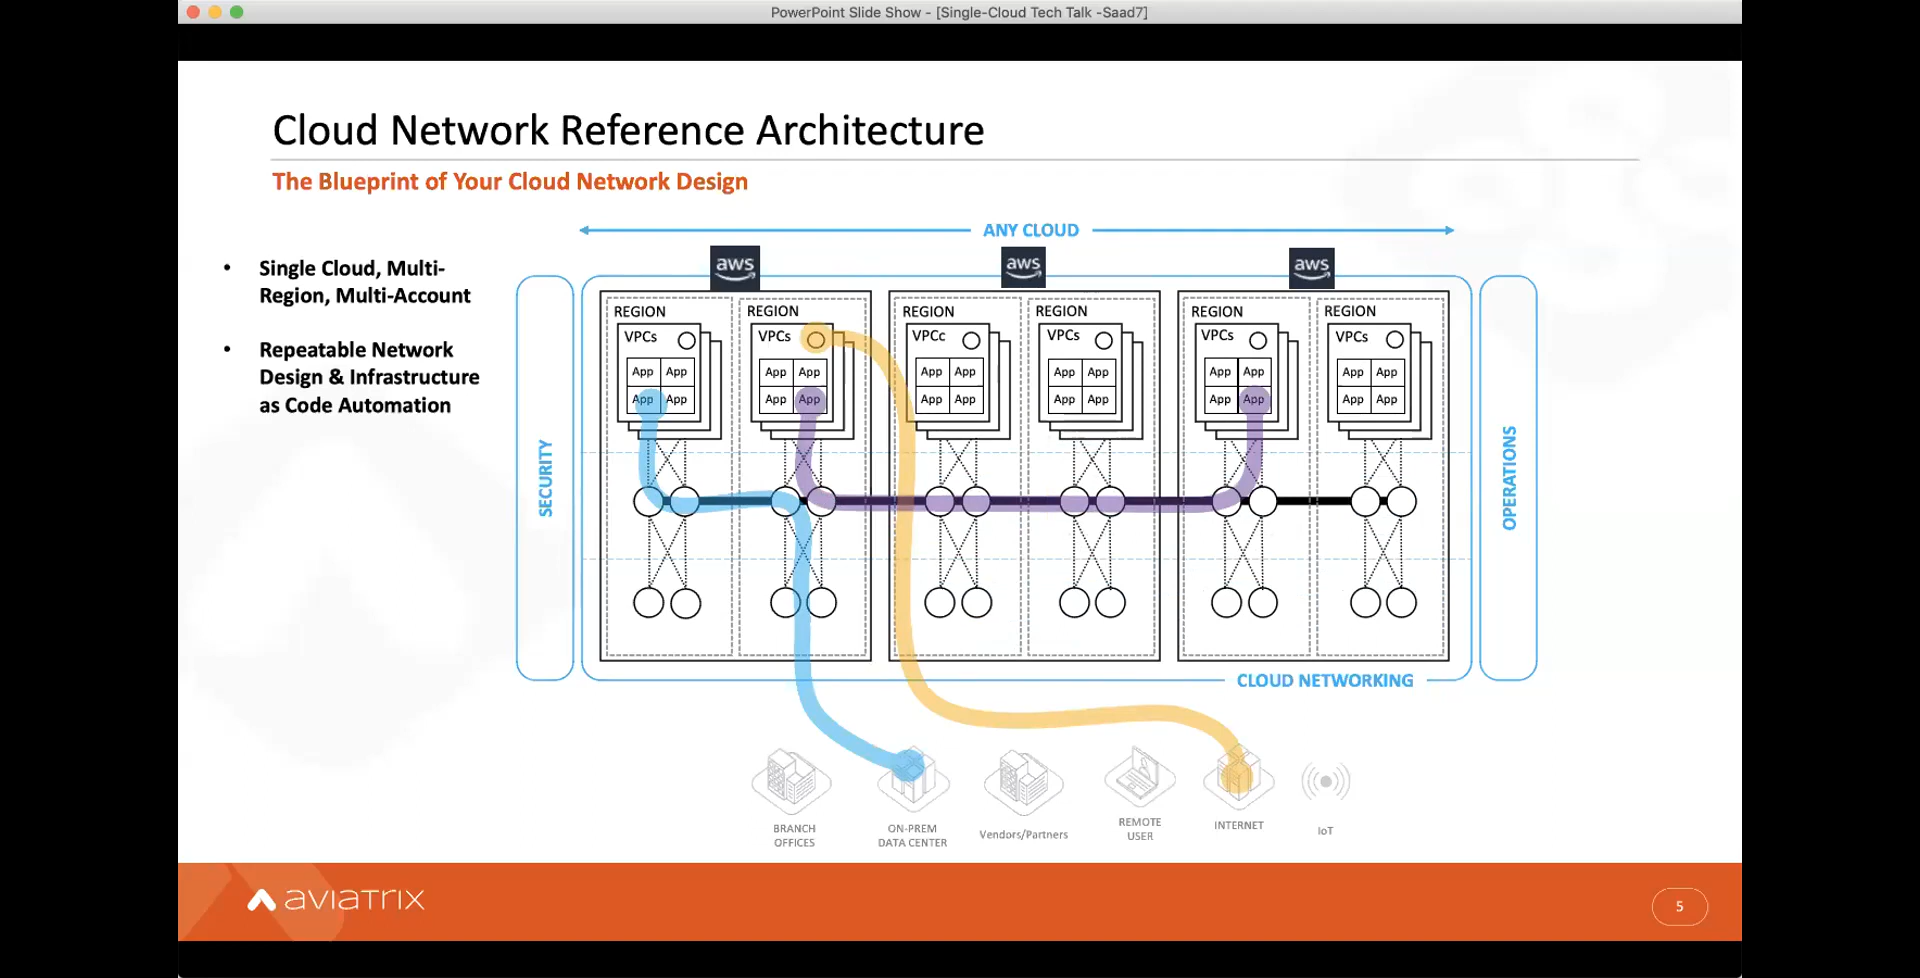 PowerPoint Slide Show - [Single-Cloud Tech Talk -Saad7]
Cloud Network Reference Architecture
The Blueprint of Your Cloud Network Design
• Single Cloud, Multi-
Region, Multi-Account
• Repeatable Network
Design & Infrastructure
as Code Automation
ANY CLOUD
aws
aws
aws
SECURITY
REGION
VPCs
App App
App App
REGION
VPCs
App App
App App
REGION
VPCc
App App
App App
REGION
VPCs
App App
App App
REGION
VPCs
App App
App App
REGION
VPCs
App App
App App
OPERATIONS
CLOUD NETWORKING
BRANCH
OFFICES
ON-PREM
DATA CENTER
Vendors/Partners
REMOTE
USER
INTERNET
IoT
aviatrix
5